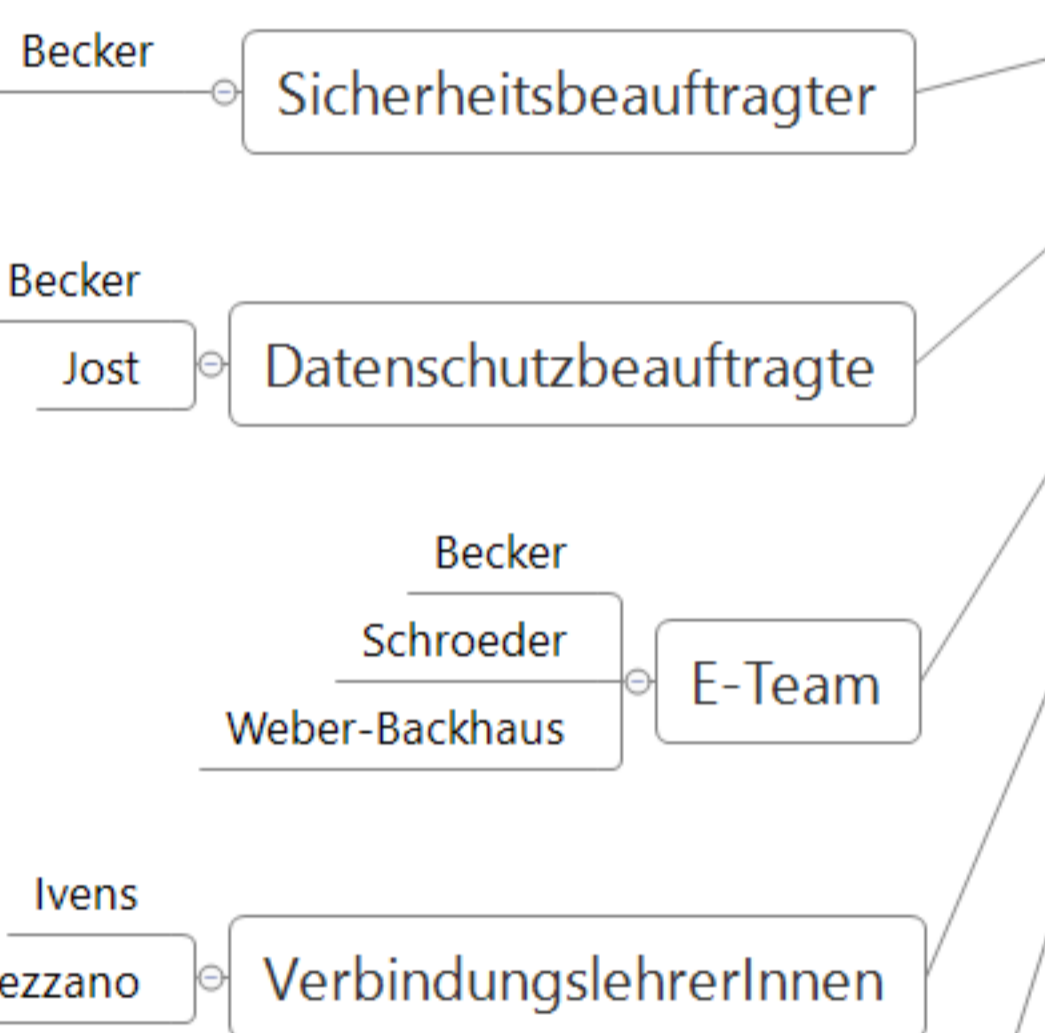 Becker
Sicherheitsbeauftragter
Becker
Jost
Datenschutzbeauftragte
Becker
Schroeder
Weber-Backhaus
E-Team
Ivens
VerbindungslehrerInnen